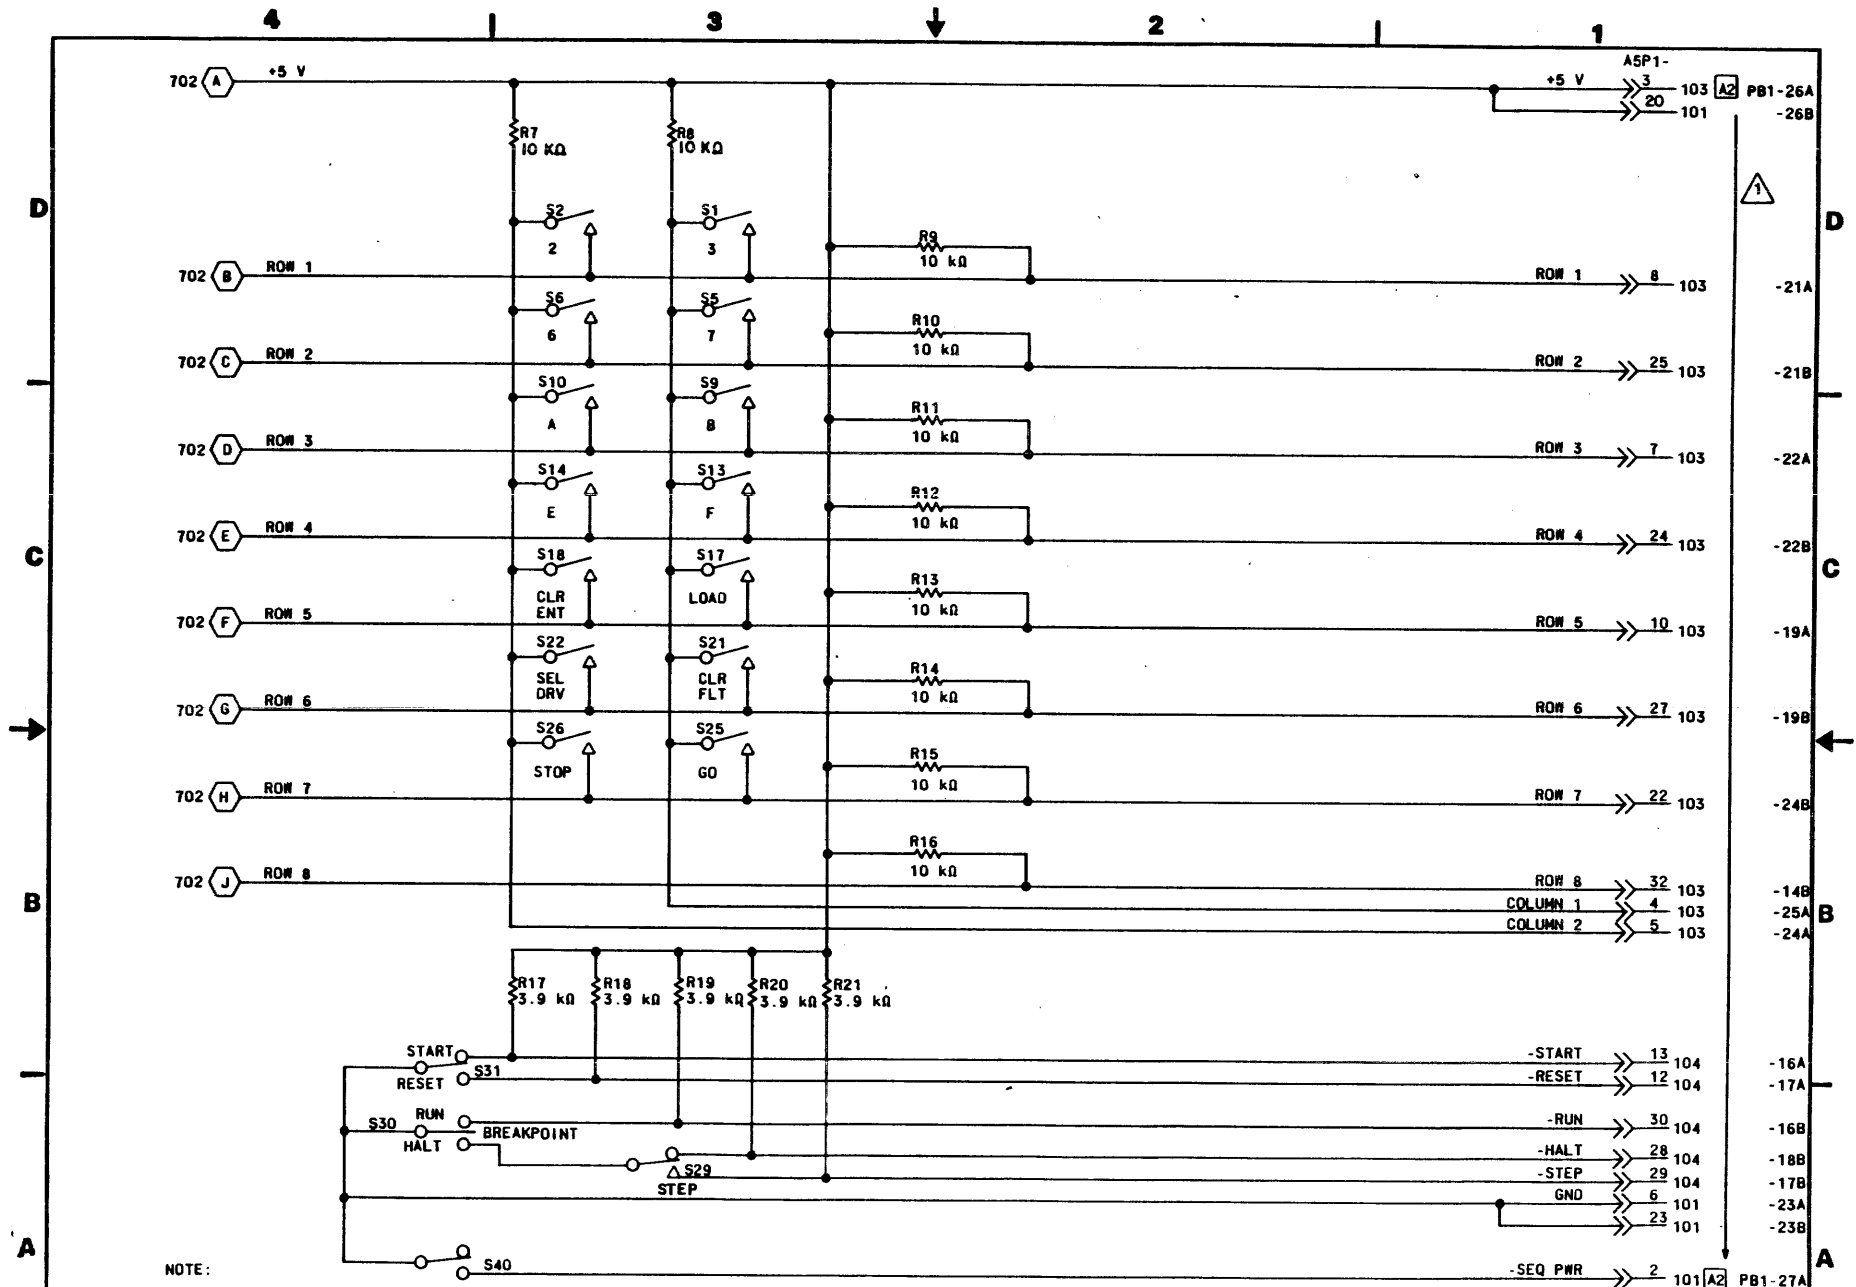 4 3 2 1
A5P1-
702 A +5 V +5 V 3 103 A2 PB1-26A
20 101 -26B
R7 10 KΩ
R8 10 KΩ
1
D D
S2 2
S1 3
R9 10 kΩ
702 B ROW 1 ROW 1 8 103 -21A
S6 6
S5 7
R10 10 kΩ
702 C ROW 2 ROW 2 25 103 -21B
S10 A
S9 B
R11 10 kΩ
702 D ROW 3 ROW 3 7 103 -22A
S14 E
S13 F
R12 10 kΩ
702 E ROW 4 ROW 4 24 103 -22B
C C
S18 CLR ENT
S17 LOAD
R13 10 kΩ
702 F ROW 5 ROW 5 10 103 -19A
S22 SEL DRV
S21 CLR FLT
R14 10 kΩ
702 G ROW 6 ROW 6 27 103 -19B
S26 STOP
S25 GO
R15 10 kΩ
702 H ROW 7 ROW 7 22 103 -24B
R16 10 kΩ
702 J ROW 8 ROW 8 32 103 -14B
B B
COLUMN 1 4 103 -25A
COLUMN 2 5 103 -24A
R17 3.9 kΩ
R18 3.9 kΩ
R19 3.9 kΩ
R20 3.9 kΩ
R21 3.9 kΩ
START -START 13 104 -16A
RESET S31 -RESET 12 104 -17A
S30 RUN -RUN 30 104 -16B
BREAKPOINT
HALT -HALT 28 104 -18B
S29 STEP -STEP 29 104 -17B
GND 6 101 -23A
23 101 -23B
A A
NOTE:
S40 -SEQ PWR 2 101 A2 PB1-27A